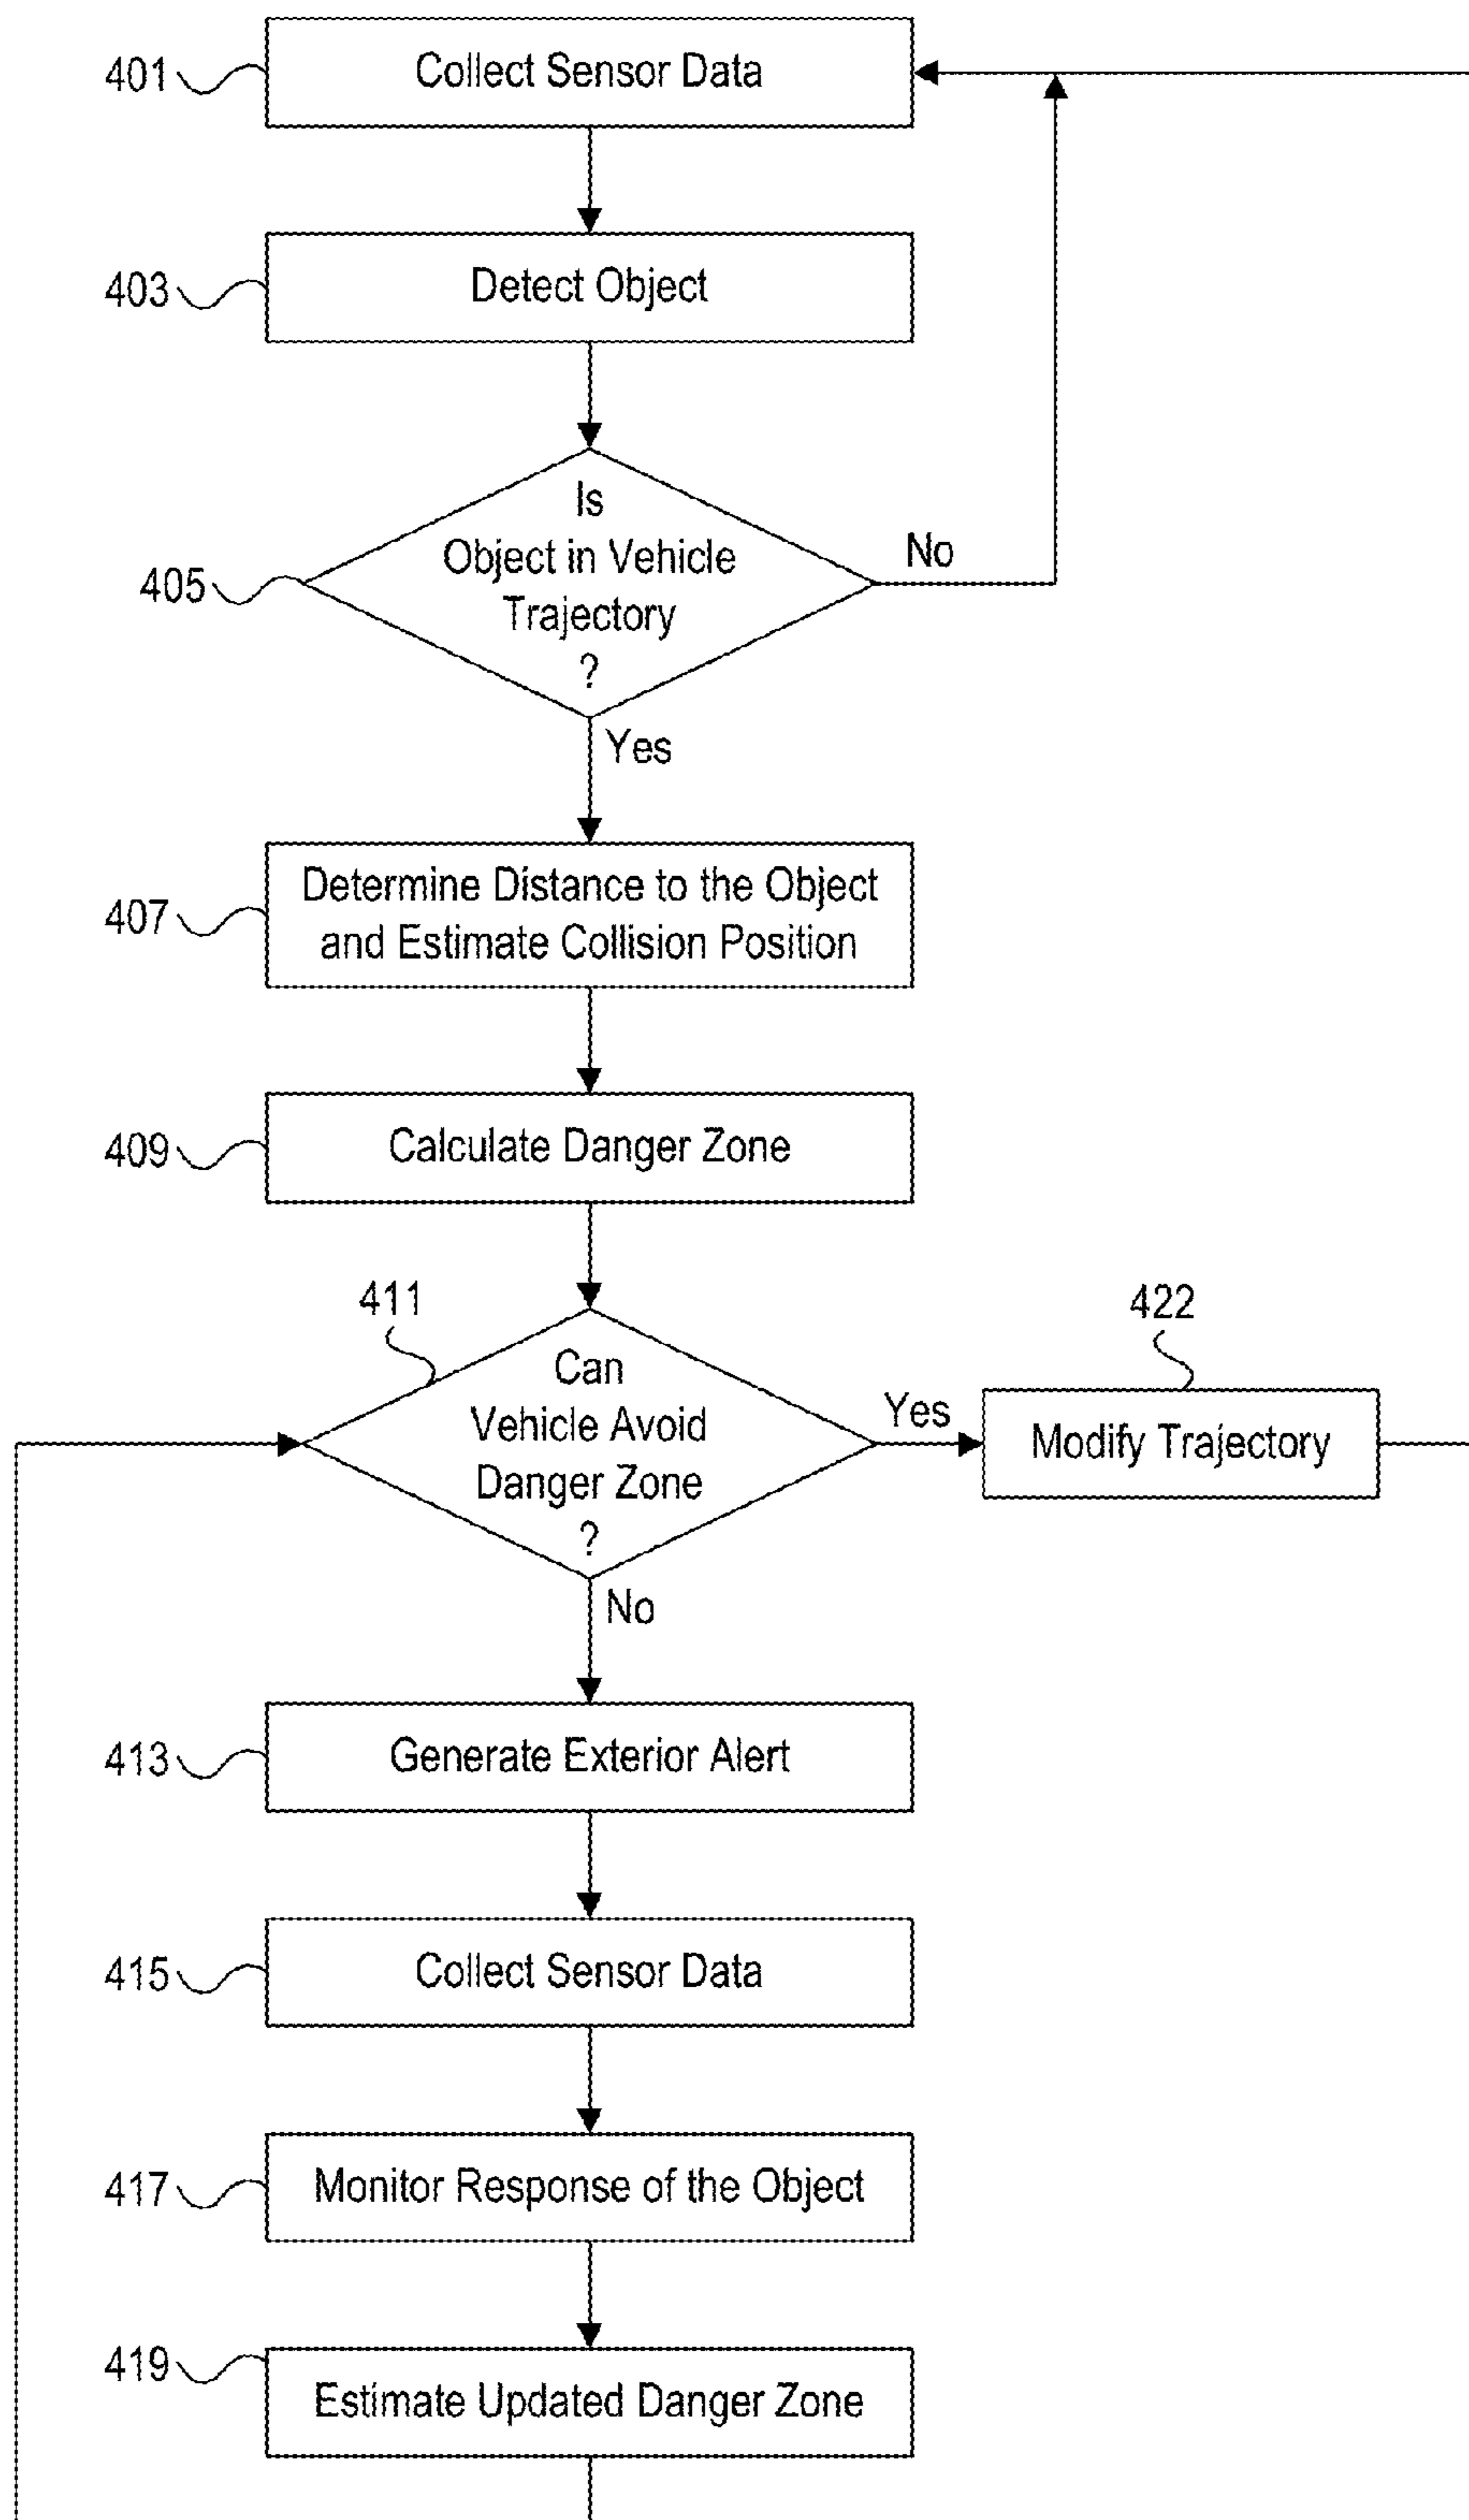 401
Collect Sensor Data
403
Detect Object
405
Is
Object in Vehicle
Trajectory
?
No
Yes
407
Determine Distance to the Object
and Estimate Collision Position
409
Calculate Danger Zone
411
Can
Vehicle Avoid
Danger Zone
?
Yes
422
Modify Trajectory
No
413
Generate Exterior Alert
415
Collect Sensor Data
417
Monitor Response of the Object
419
Estimate Updated Danger Zone